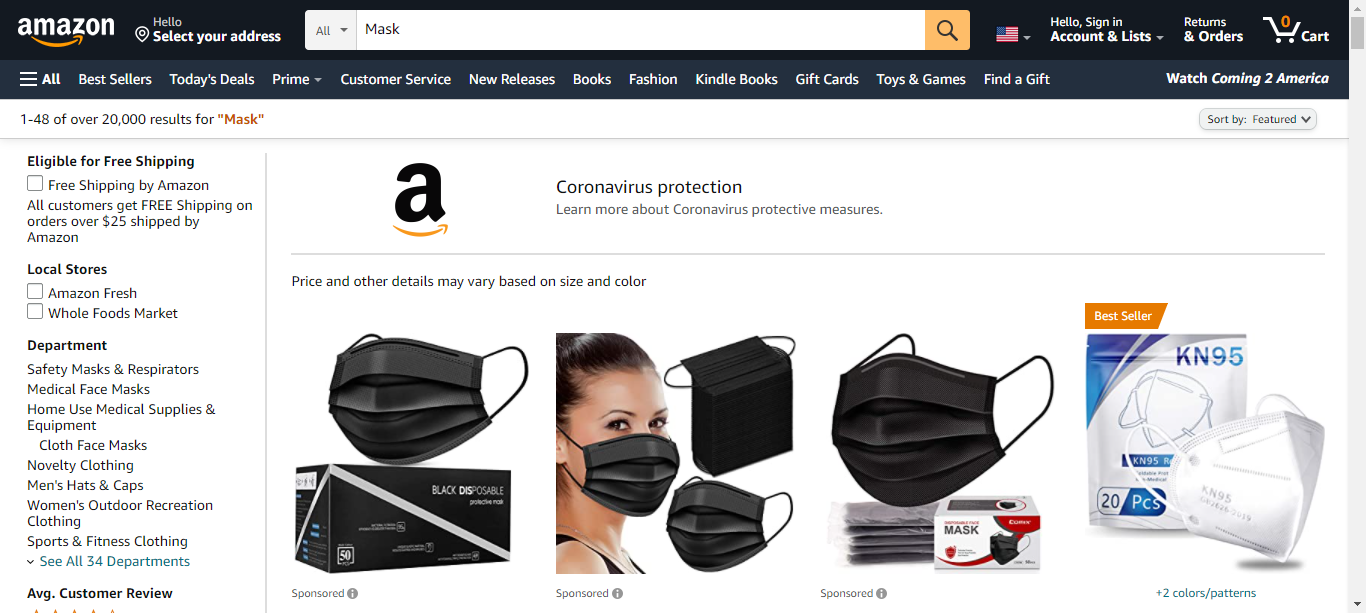 amazon
Hello
Select your address
All
Mask
Hello, Sign in
Account & Lists
Returns
& Orders
0
Cart
All
Best Sellers
Today's Deals
Prime
Customer Service
New Releases
Books
Fashion
Kindle Books
Gift Cards
Toys & Games
Find a Gift
Watch Coming 2 America
1-48 of over 20,000 results for "Mask"
Sort by: Featured
Eligible for Free Shipping
Free Shipping by Amazon
All customers get FREE Shipping on
orders over $25 shipped by
Amazon
Local Stores
Amazon Fresh
Whole Foods Market
Department
Safety Masks & Respirators
Medical Face Masks
Home Use Medical Supplies &
Equipment
Cloth Face Masks
Novelty Clothing
Men's Hats & Caps
Women's Outdoor Recreation
Clothing
Sports & Fitness Clothing
See All 34 Departments
Avg. Customer Review
a
Coronavirus protection
Learn more about Coronavirus protective measures.
Price and other details may vary based on size and color
BLACK DISPOSABLE
protective mask
50
PCS
Sponsored
Sponsored
DISPOSABLE FACE
MASK
Sponsored
Best Seller
KN95
KN95
20 Pcs
KN95
+2 colors/patterns